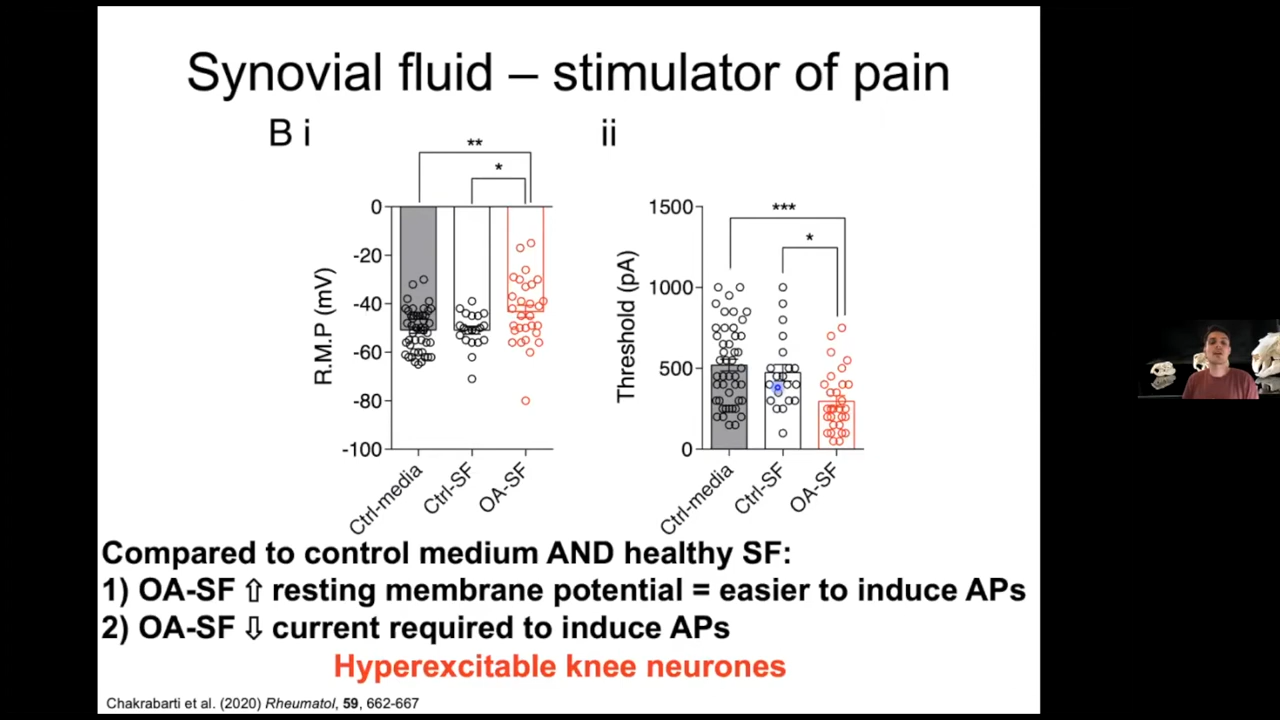 Synovial fluid – stimulator of pain
B i
ii
**
*
***
*
0
-20
-40
-60
-80
-100
R.M.P (mV)
Ctrl-media
Ctrl-SF
OA-SF
1500
1000
500
0
Threshold (pA)
Ctrl-media
Ctrl-SF
OA-SF
Compared to control medium AND healthy SF:
1) OA-SF ⇧ resting membrane potential = easier to induce APs
2) OA-SF ⇩ current required to induce APs
Hyperexcitable knee neurones
Chakrabarti et al. (2020) Rheumatol, 59, 662-667